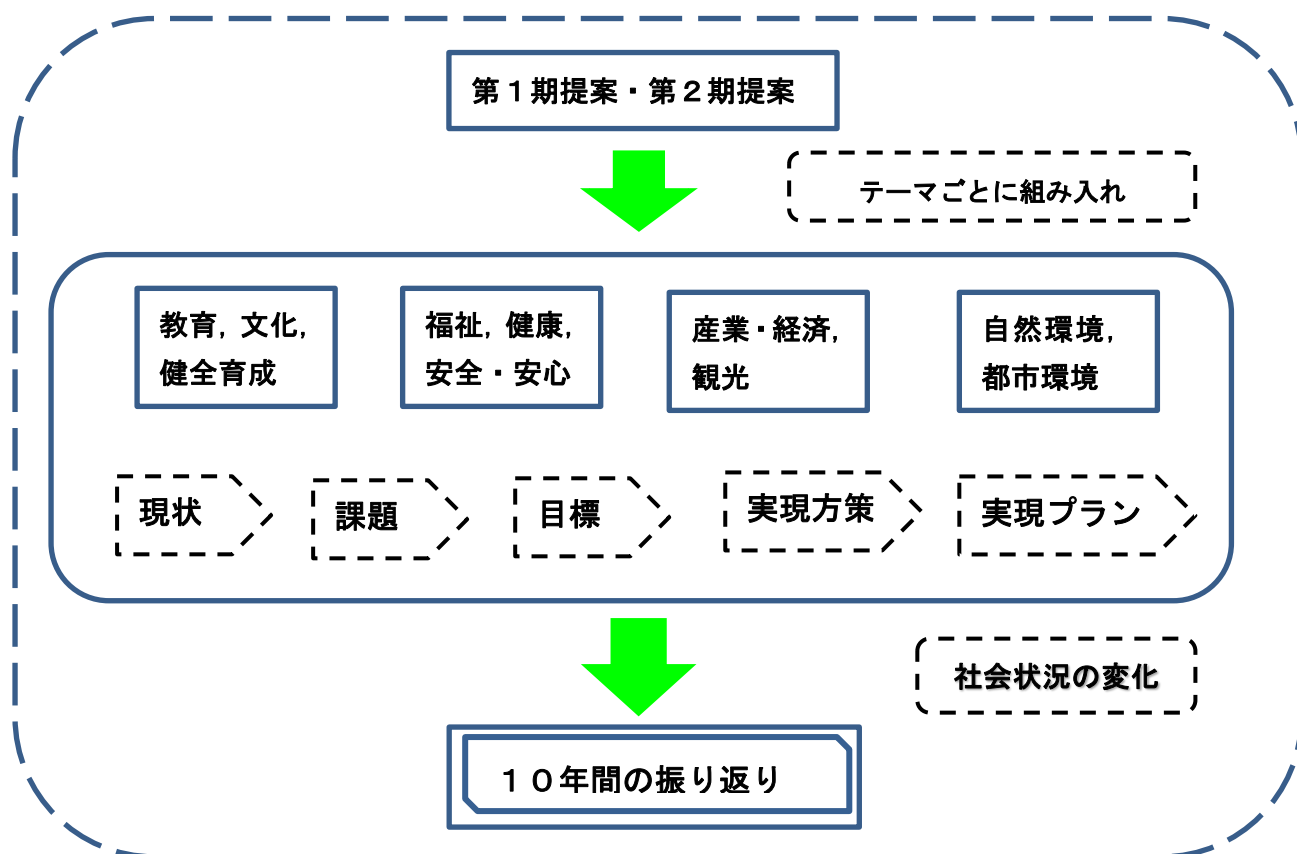 第１期提案・第２期提案
テーマごとに組み入れ
教育，文化，
健全育成
福祉，健康，
安全・安心
産業・経済，
観光
自然環境，
都市環境
現状
課題
目標
実現方策
実現プラン
社会状況の変化
１０年間の振り返り